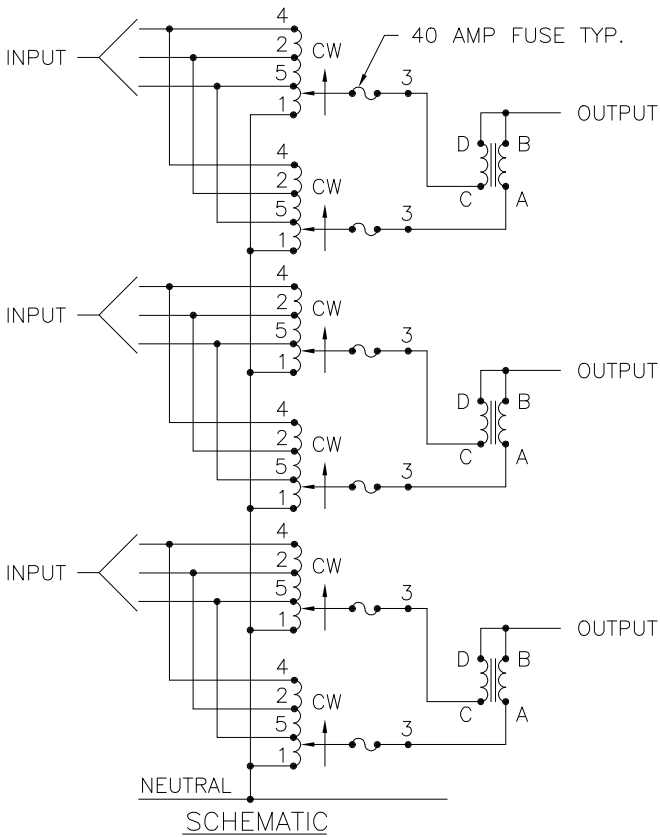 4
2 CW
40 AMP FUSE TYP.
INPUT
5
3
1
OUTPUT
D B
4
C A
2 CW
5
3
1
4
2 CW
INPUT
5
3
1
OUTPUT
D B
4
C A
2 CW
5
3
1
4
2 CW
INPUT
5
3
1
OUTPUT
D B
4
C A
2 CW
5
3
1
NEUTRAL
SCHEMATIC